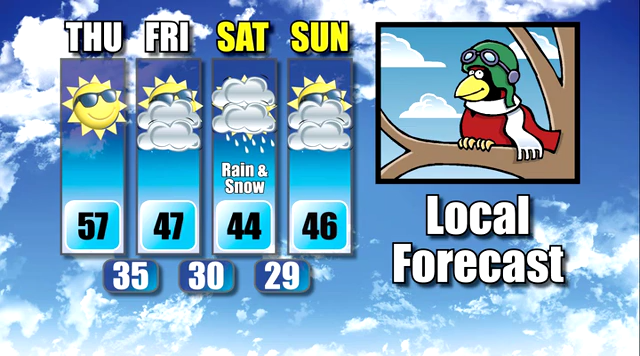 THU FRI SAT SUN
Rain &
Snow
57 47 44 46
35 30 29
Local
Forecast